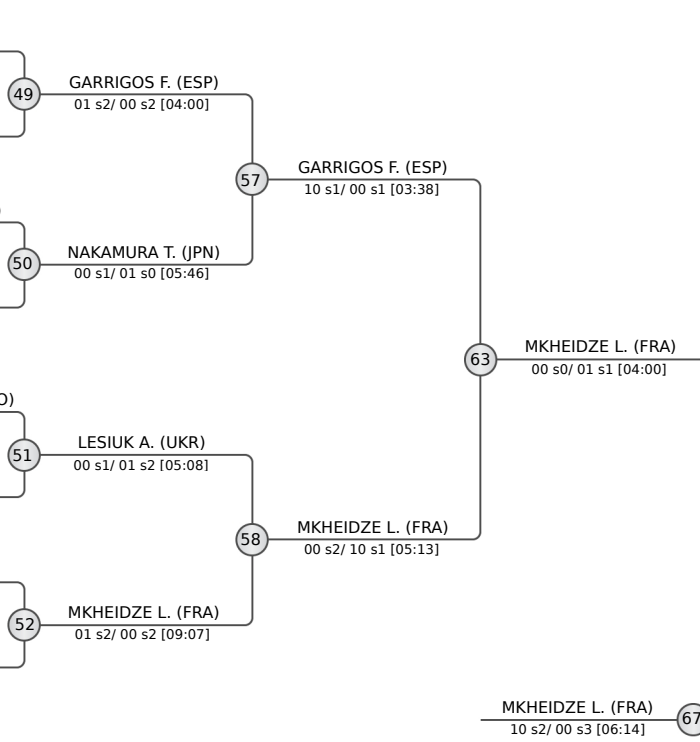 GARRIGOS F. (ESP)
49
01 s2/ 00 s2 [04:00]
GARRIGOS F. (ESP)
57
10 s1/ 00 s1 [03:38]
)
NAKAMURA T. (JPN)
50
00 s1/ 01 s0 [05:46]
MKHEIDZE L. (FRA)
63
00 s0/ 01 s1 [04:00]
O)
LESIUK A. (UKR)
51
00 s1/ 01 s2 [05:08]
MKHEIDZE L. (FRA)
58
00 s2/ 10 s1 [05:13]
MKHEIDZE L. (FRA)
52
01 s2/ 00 s2 [09:07]
MKHEIDZE L. (FRA)
67
10 s2/ 00 s3 [06:14]